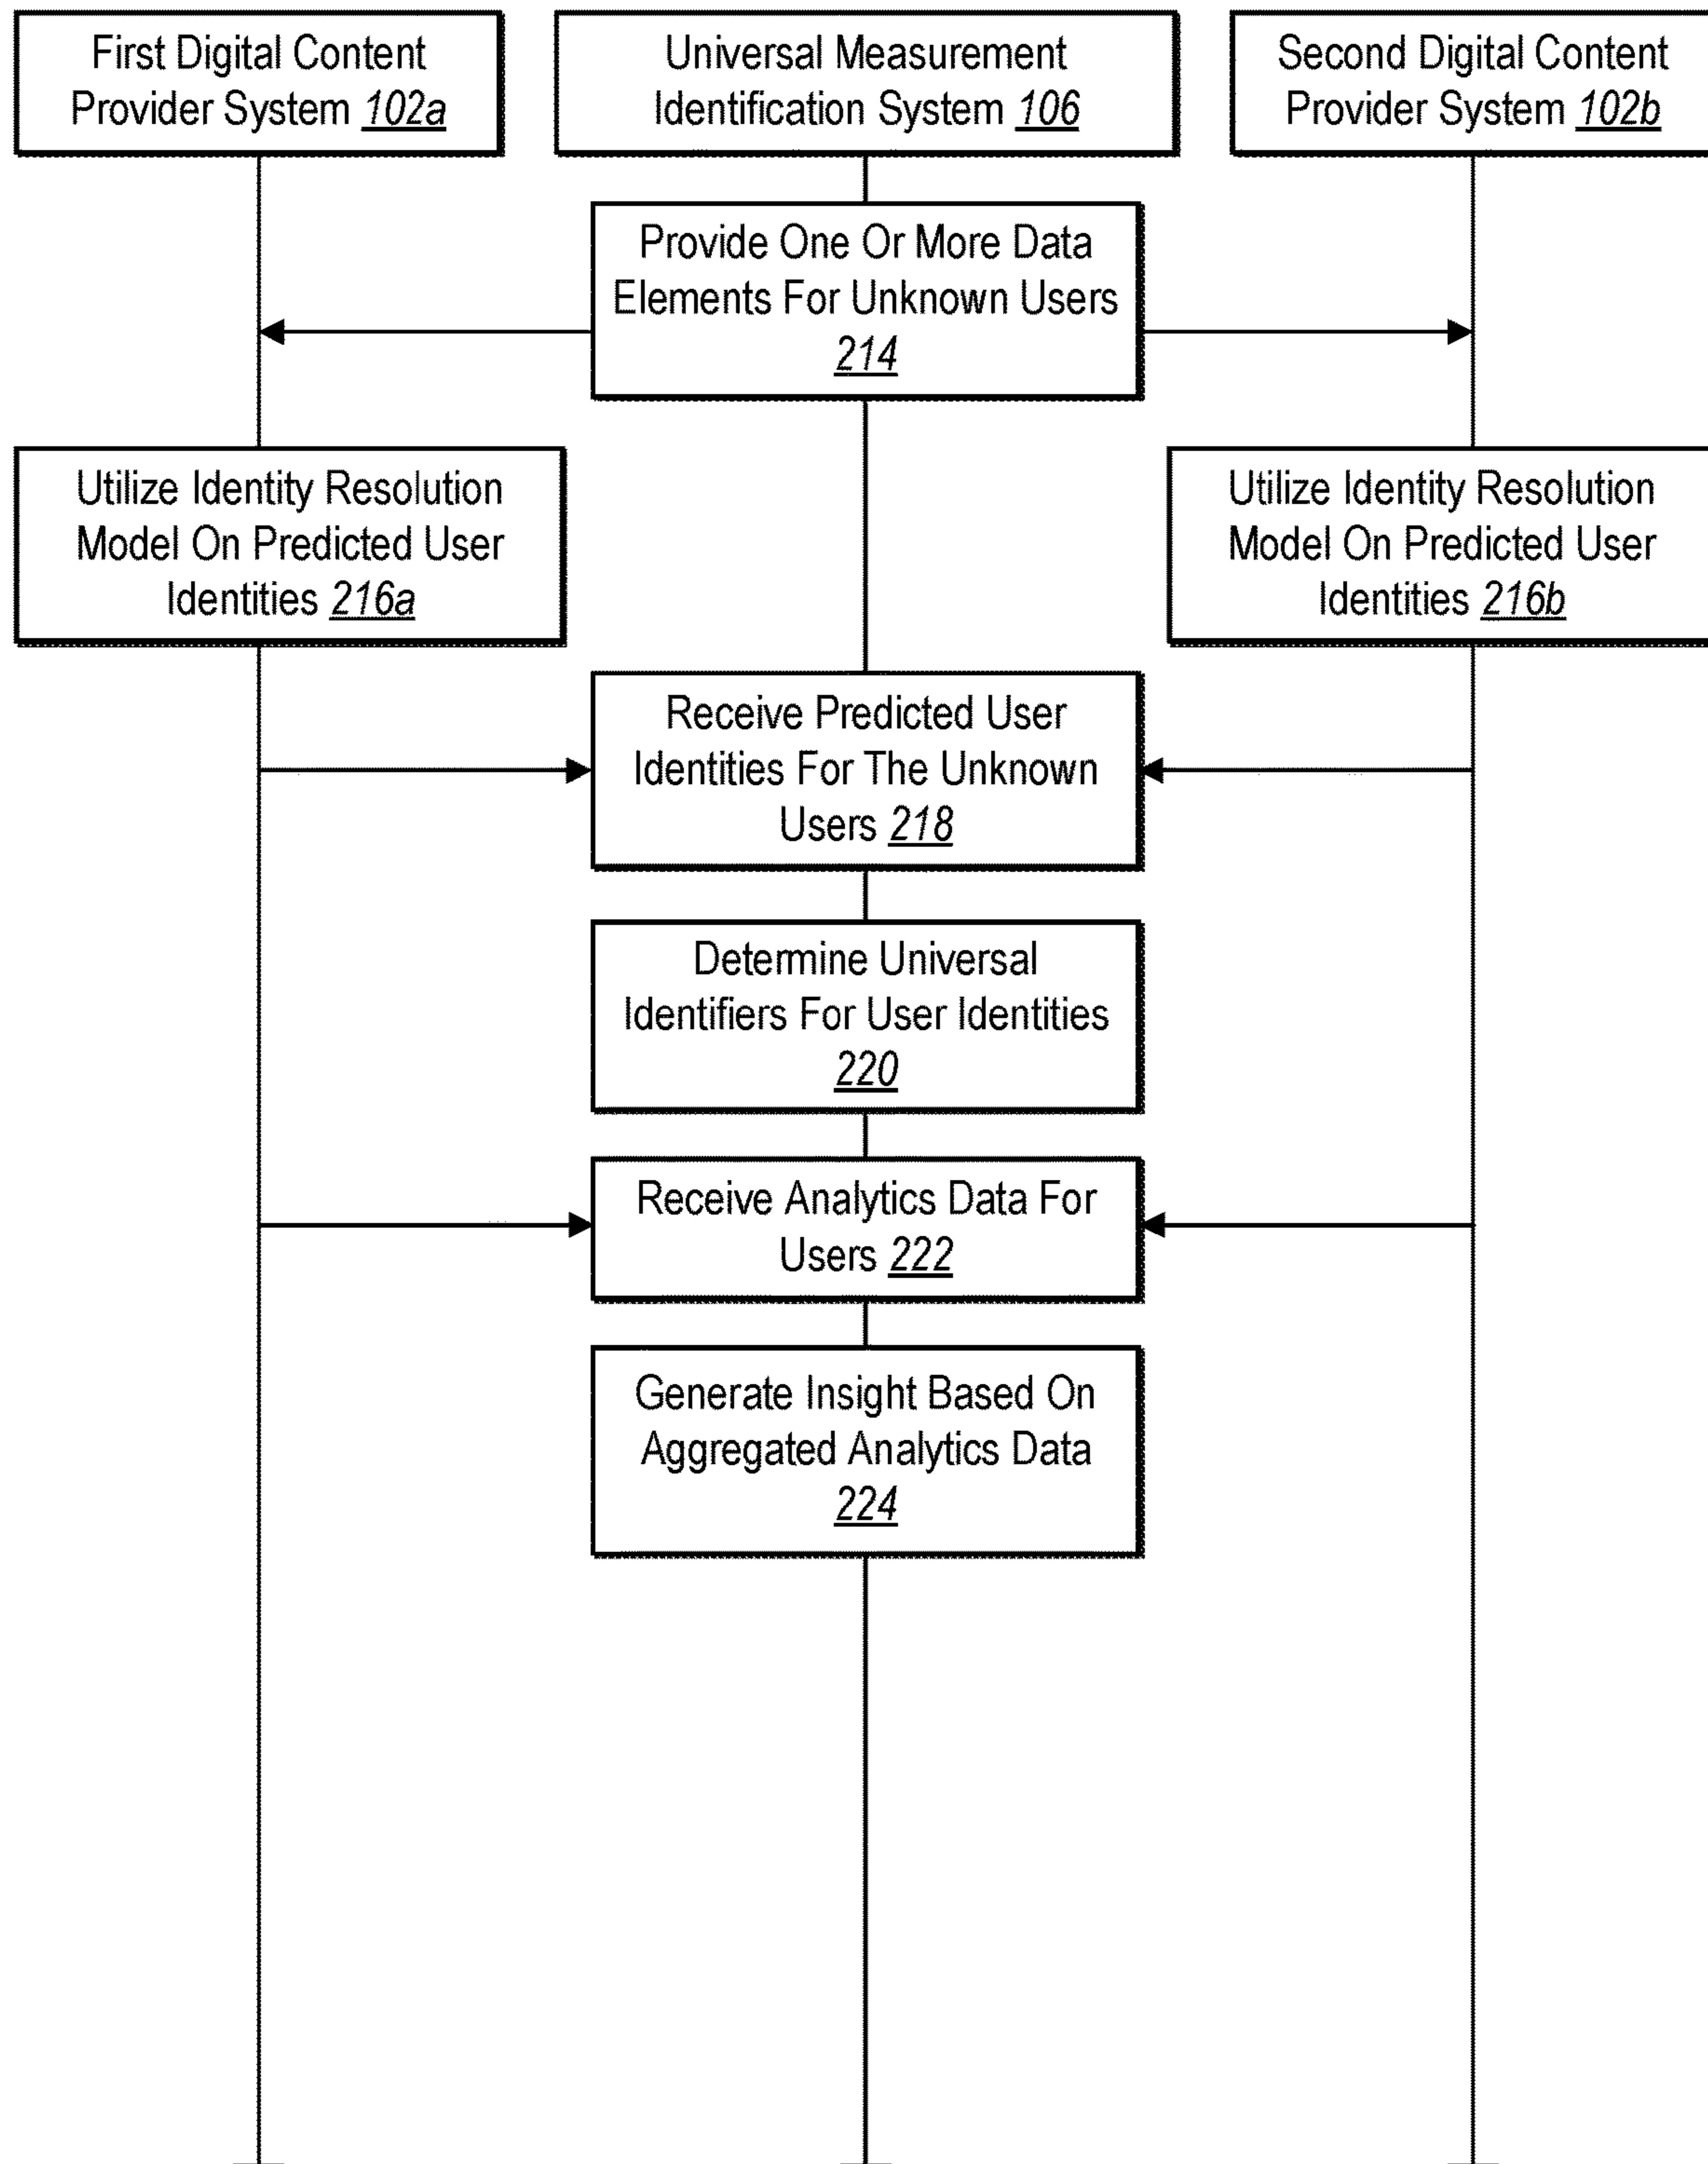 First Digital Content
Provider System 102a
Universal Measurement
Identification System 106
Second Digital Content
Provider System 102b
Provide One Or More Data
Elements For Unknown Users
214
Utilize Identity Resolution
Model On Predicted User
Identities 216a
Utilize Identity Resolution
Model On Predicted User
Identities 216b
Receive Predicted User
Identities For The Unknown
Users 218
Determine Universal
Identifiers For User Identities
220
Receive Analytics Data For
Users 222
Generate Insight Based On
Aggregated Analytics Data
224